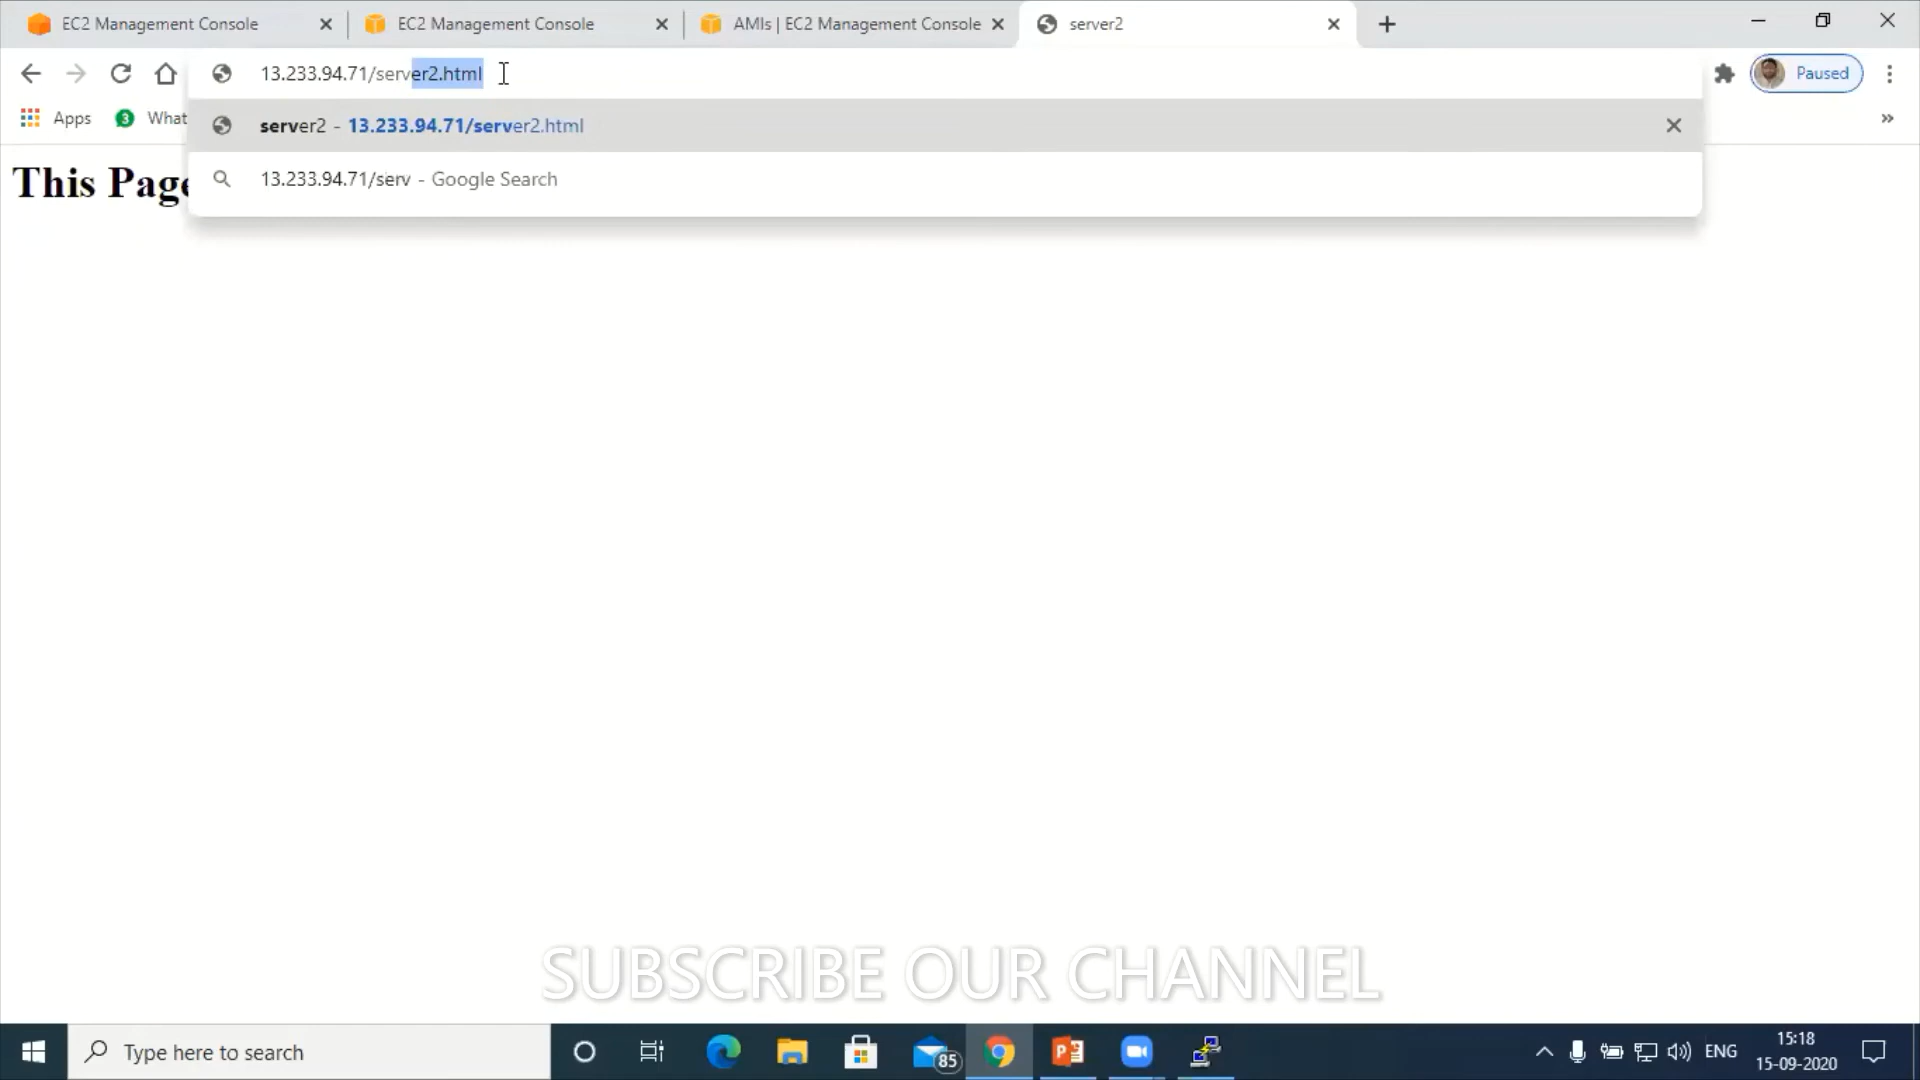 EC2 Management Console
EC2 Management Console
AMIs | EC2 Management Console
server2
13.233.94.71/server2.html
Paused
Apps
3
What
server2 - 13.233.94.71/server2.html
13.233.94.71/serv - Google Search
This Page
SUBSCRIBE OUR CHANNEL
Type here to search
85
ENG
15:18
15-09-2020